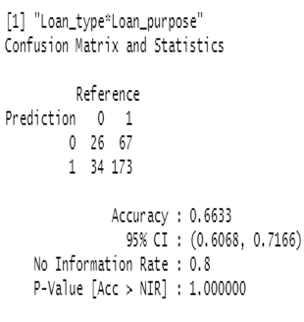 [1] "Loan_type*Loan_purpose"
Confusion Matrix and Statistics
Reference
Prediction 0 1
0 26 67
1 34 173
Accuracy : 0.6633
95% CI : (0.6068, 0.7166)
No Information Rate : 0.8
P-Value [Acc > NIR] : 1.000000